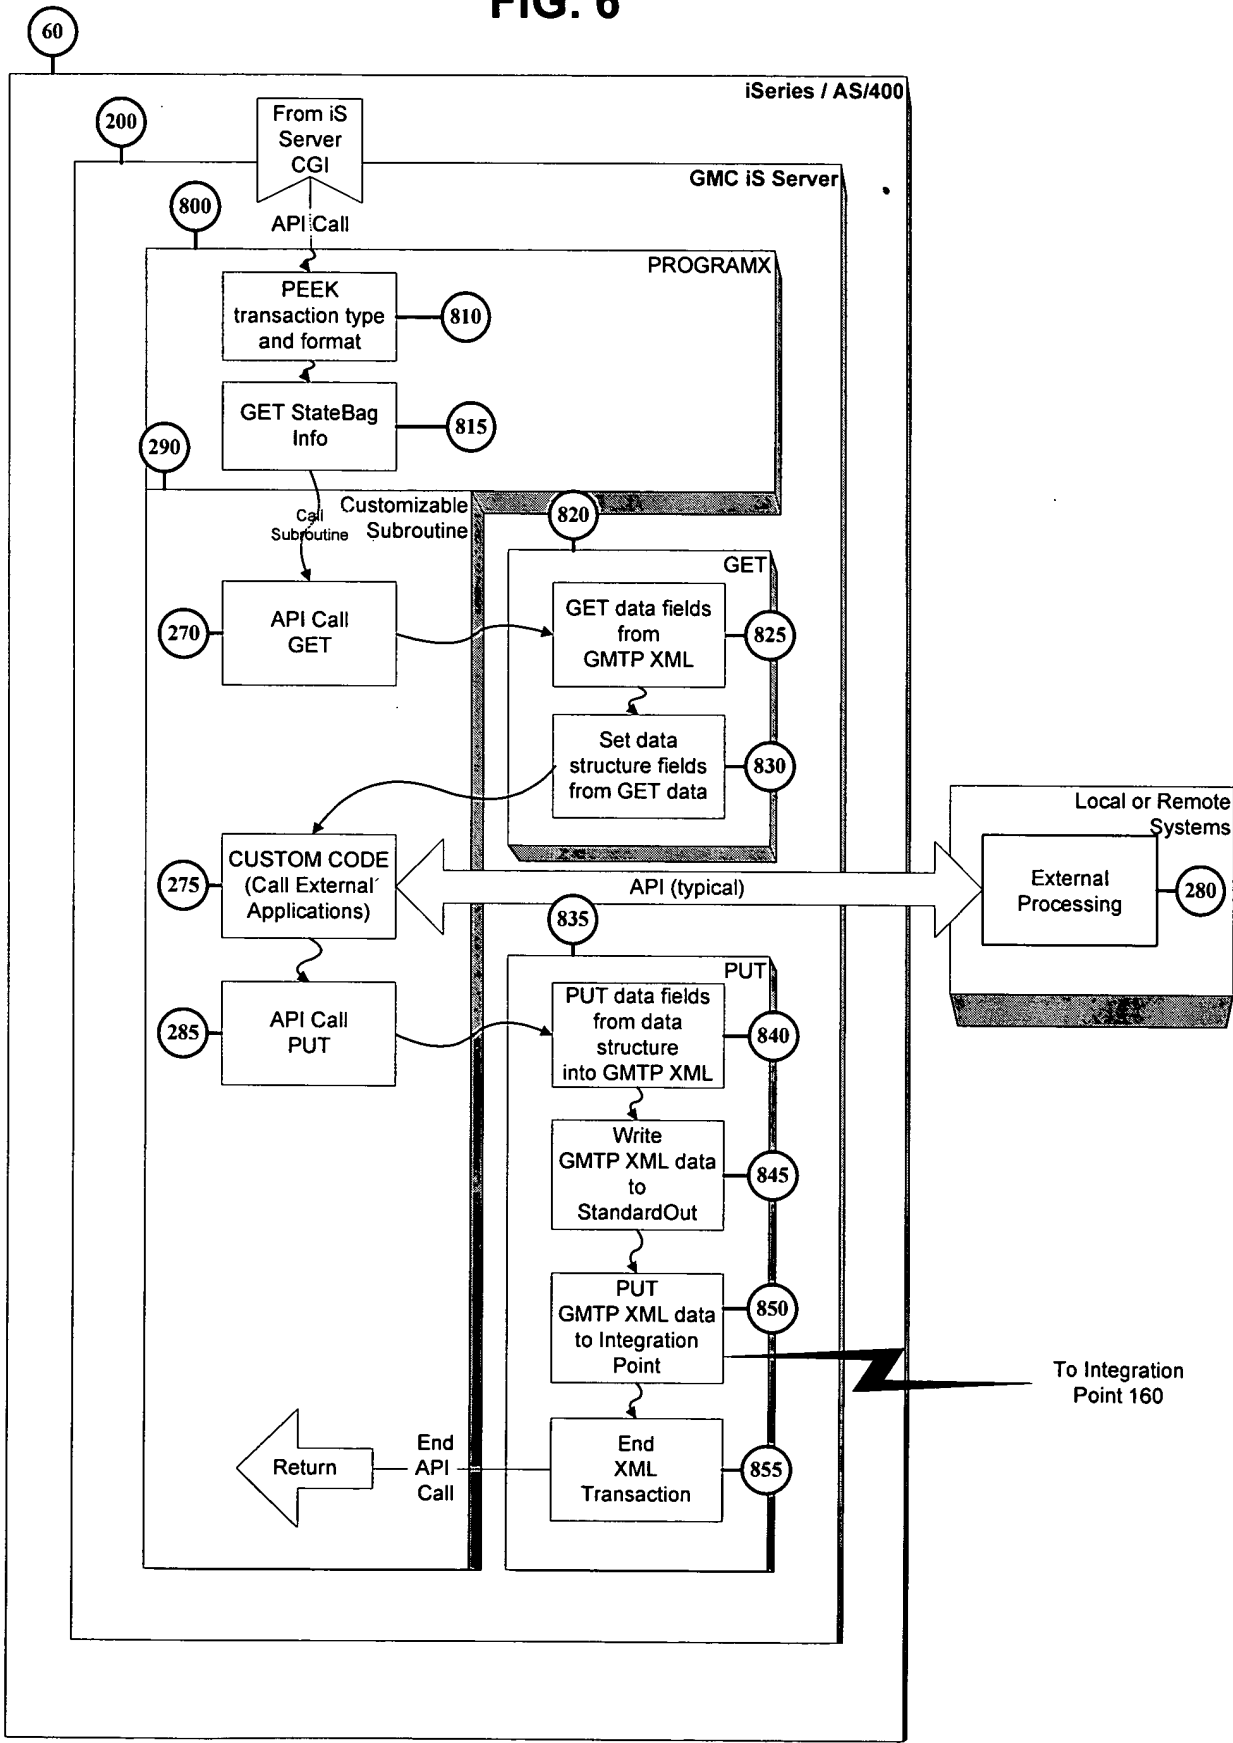 FIG. 6
60
iSeries / AS/400
200
From iS
Server
CGI
GMC iS Server
800
API Call
PROGRAMX
PEEK
transaction type
and format
810
GET StateBag
Info
815
290
Customizable
Subroutine
Call
Subroutine
820
GET
API Call
GET
270
GET data fields
from
GMTP XML
825
Set data
structure fields
from GET data
830
Local or Remote
Systems
CUSTOM CODE
(Call External
Applications)
275
API (typical)
External
Processing
280
835
PUT
API Call
PUT
285
PUT data fields
from data
structure
into GMTP XML
840
Write
GMTP XML data
to
StandardOut
845
PUT
GMTP XML data
to Integration
Point
850
To Integration
Point 160
End
XML
Transaction
855
End
API
Call
Return